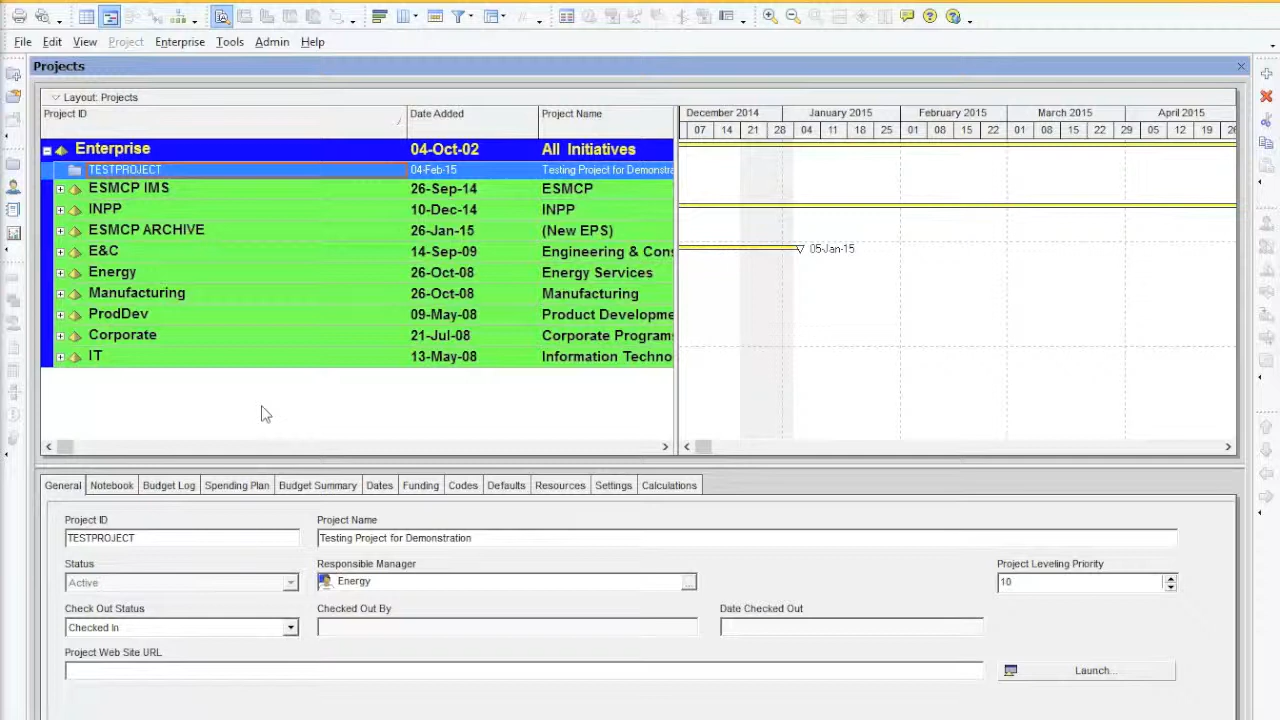 File Edit View Project Enterprise Tools Admin Help
Projects
Layout: Projects
Project ID Date Added Project Name
December 2014 January 2015 February 2015 March 2015 April 2015
07 14 21 28 04 11 18 25 01 08 15 22 01 08 15 22 29 05 12 19 26
Enterprise 04-Oct-02 All Initiatives
TESTPROJECT 04-Feb-15 Testing Project for Demonstra
ESMCP IMS 26-Sep-14 ESMCP
INPP 10-Dec-14 INPP
ESMCP ARCHIVE 26-Jan-15 (New EPS)
E&C 14-Sep-09 Engineering & Con
05-Jan-15
Energy 26-Oct-08 Energy Services
Manufacturing 26-Oct-08 Manufacturing
ProdDev 09-May-08 Product Developme
Corporate 21-Jul-08 Corporate Program
IT 13-May-08 Information Techno
General Notebook Budget Log Spending Plan Budget Summary Dates Funding Codes Defaults Resources Settings Calculations
Project ID Project Name
TESTPROJECT Testing Project for Demonstration
Status Responsible Manager Project Leveling Priority
Active Energy ... 10
Check Out Status Checked Out By Date Checked Out
Checked In
Project Web Site URL
Launch...